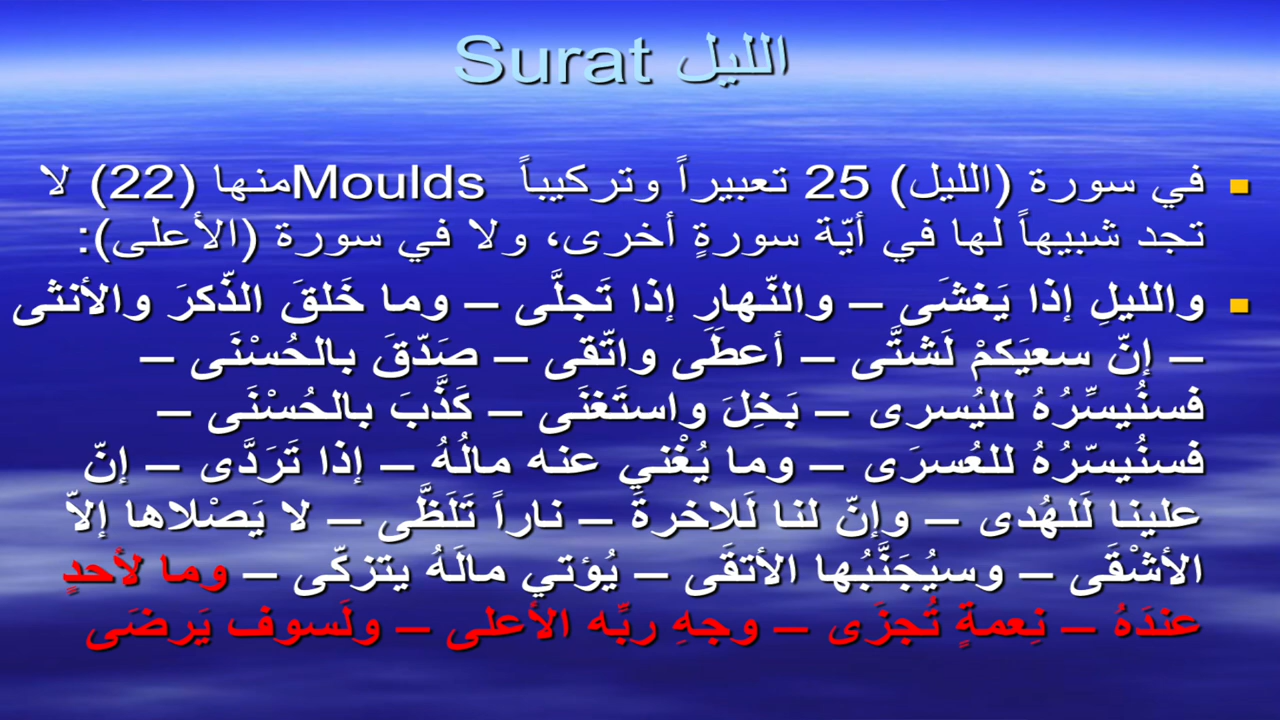 Surat الليل
في سورة (الليل) 25 تعبيراً وتركيباً Moulds منها (22) لا
تجد شبيهاً لها في أيّة سورةٍ أخرى، ولا في سورة (الأعلى):
والليلِ إذا يَغشَى – والنّهارِ إذا تَجلَّى – وما خَلقَ الذّكرَ والأنثى
– إنّ سعيَكمْ لَشتَّى – أعطَى واتّقى – صَدّقَ بالحُسْنَى –
فسنُيسِّرُهُ لليُسرى – بَخِلَ واستَغنَى – كَذَّبَ بالحُسْنَى –
فسنُيسّرُهُ للعُسرَى – وما يُغْني عنه مالُهُ – إذا تَرَدَّى – إنّ
علينا لَلهُدى – وإنّ لنا لَلاخرةَ – ناراً تَلَظَّى – لا يَصْلاها إلاّ
الأشْقَى – وسيُجَنَّبُها الأتقَى – يُؤتي مالَهُ يتزكّى – وما لأحدٍ
عندَهُ – نِعمةٍ تُجزَى – وجهِ ربِّه الأعلى – ولَسوف يَرضَى